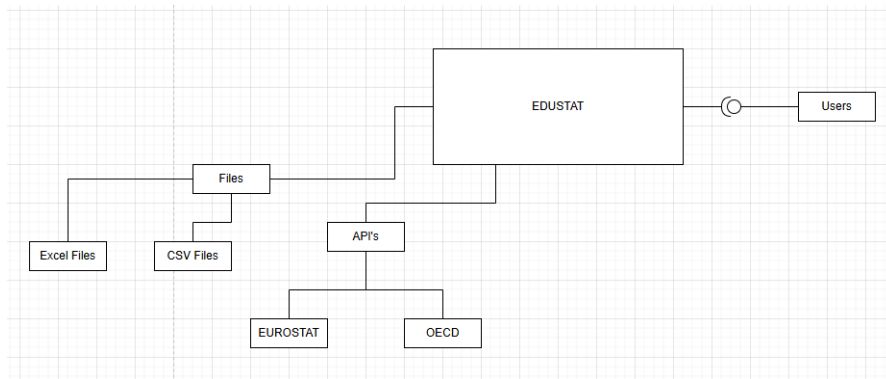 EDUSTAT
Users
Files
Excel Files
CSV Files
API's
EUROSTAT
OECD